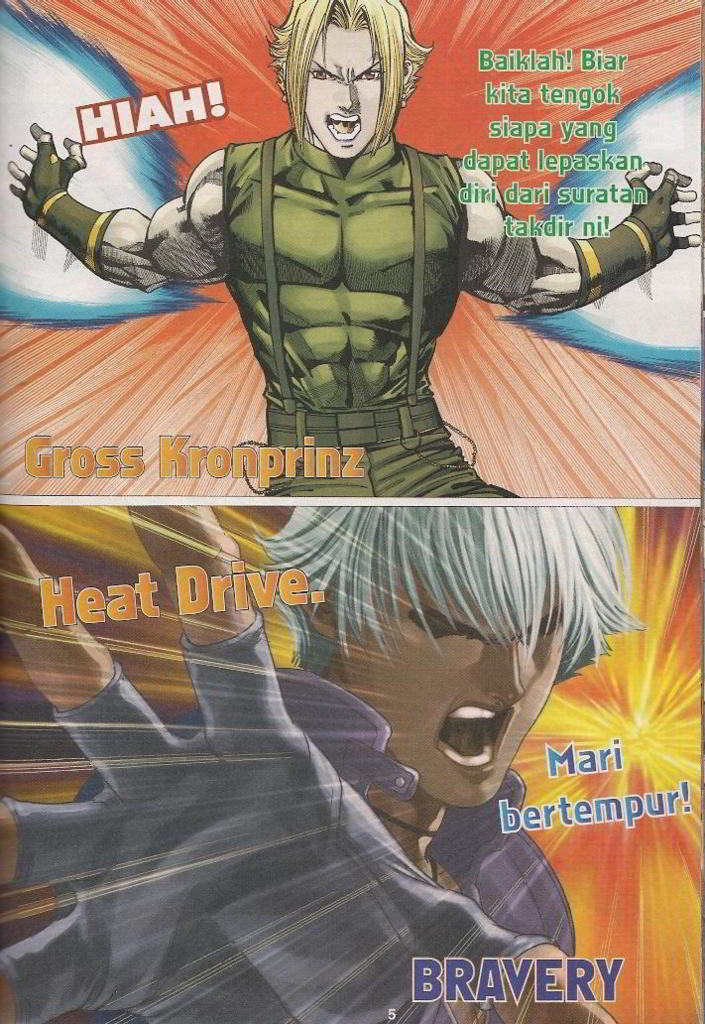 HIAH!
Baiklah! Biar
kita tengok
siapa yang
dapat lepaskan
diri dari suratan
takdir ni!
Gross Kronprinz
Heat Drive.
Mari
bertempur!
BRAVERY
5